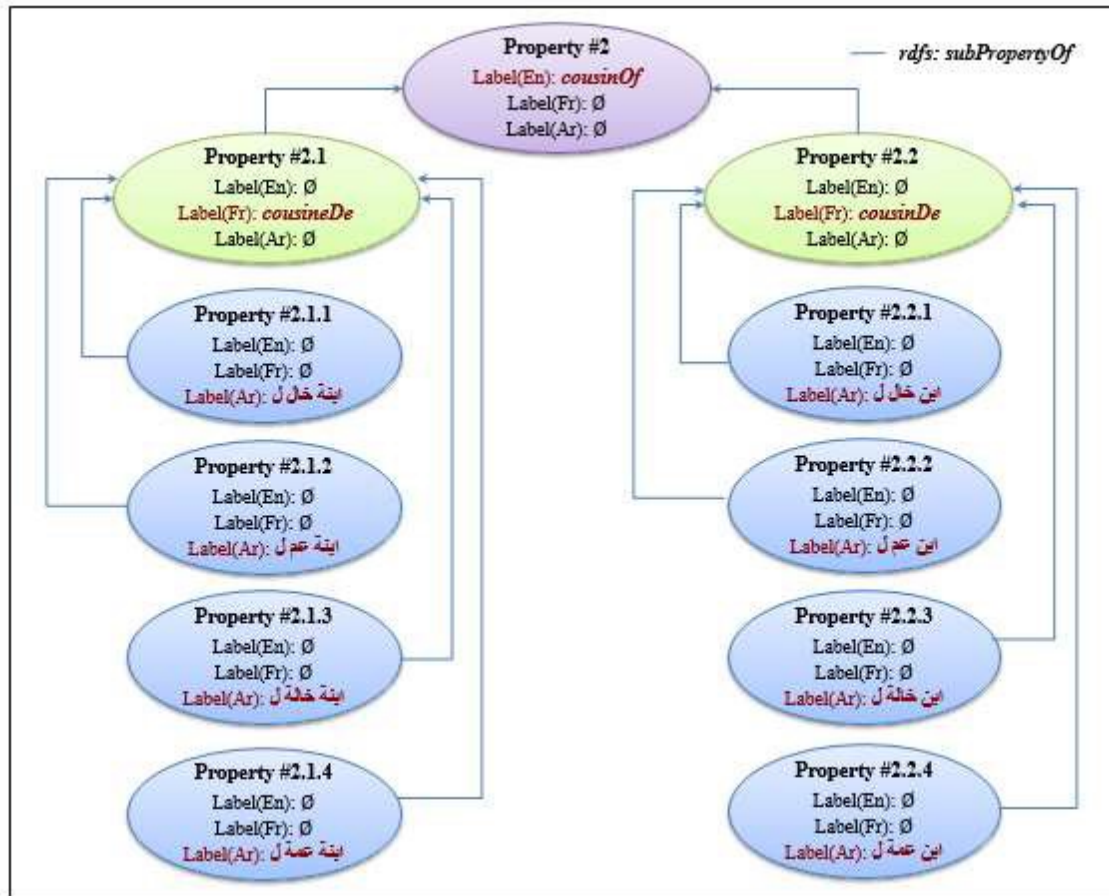 Property #2
Label(En): cousinOf
Label(Fr): Ø
Label(Ar): Ø
rdfs: subPropertyOf
Property #2.1
Label(En): Ø
Label(Fr): cousineDe
Label(Ar): Ø
Property #2.2
Label(En): Ø
Label(Fr): cousinDe
Label(Ar): Ø
Property #2.1.1
Label(En): Ø
Label(Fr): Ø
Label(Ar): ابنة خال ل
Property #2.2.1
Label(En): Ø
Label(Fr): Ø
Label(Ar): ابن خال ل
Property #2.1.2
Label(En): Ø
Label(Fr): Ø
Label(Ar): ابنة عم ل
Property #2.2.2
Label(En): Ø
Label(Fr): Ø
Label(Ar): ابن عم ل
Property #2.1.3
Label(En): Ø
Label(Fr): Ø
Label(Ar): ابنة خالة ل
Property #2.2.3
Label(En): Ø
Label(Fr): Ø
Label(Ar): ابن خالة ل
Property #2.1.4
Label(En): Ø
Label(Fr): Ø
Label(Ar): ابنة عمة ل
Property #2.2.4
Label(En): Ø
Label(Fr): Ø
Label(Ar): ابن عمة ل